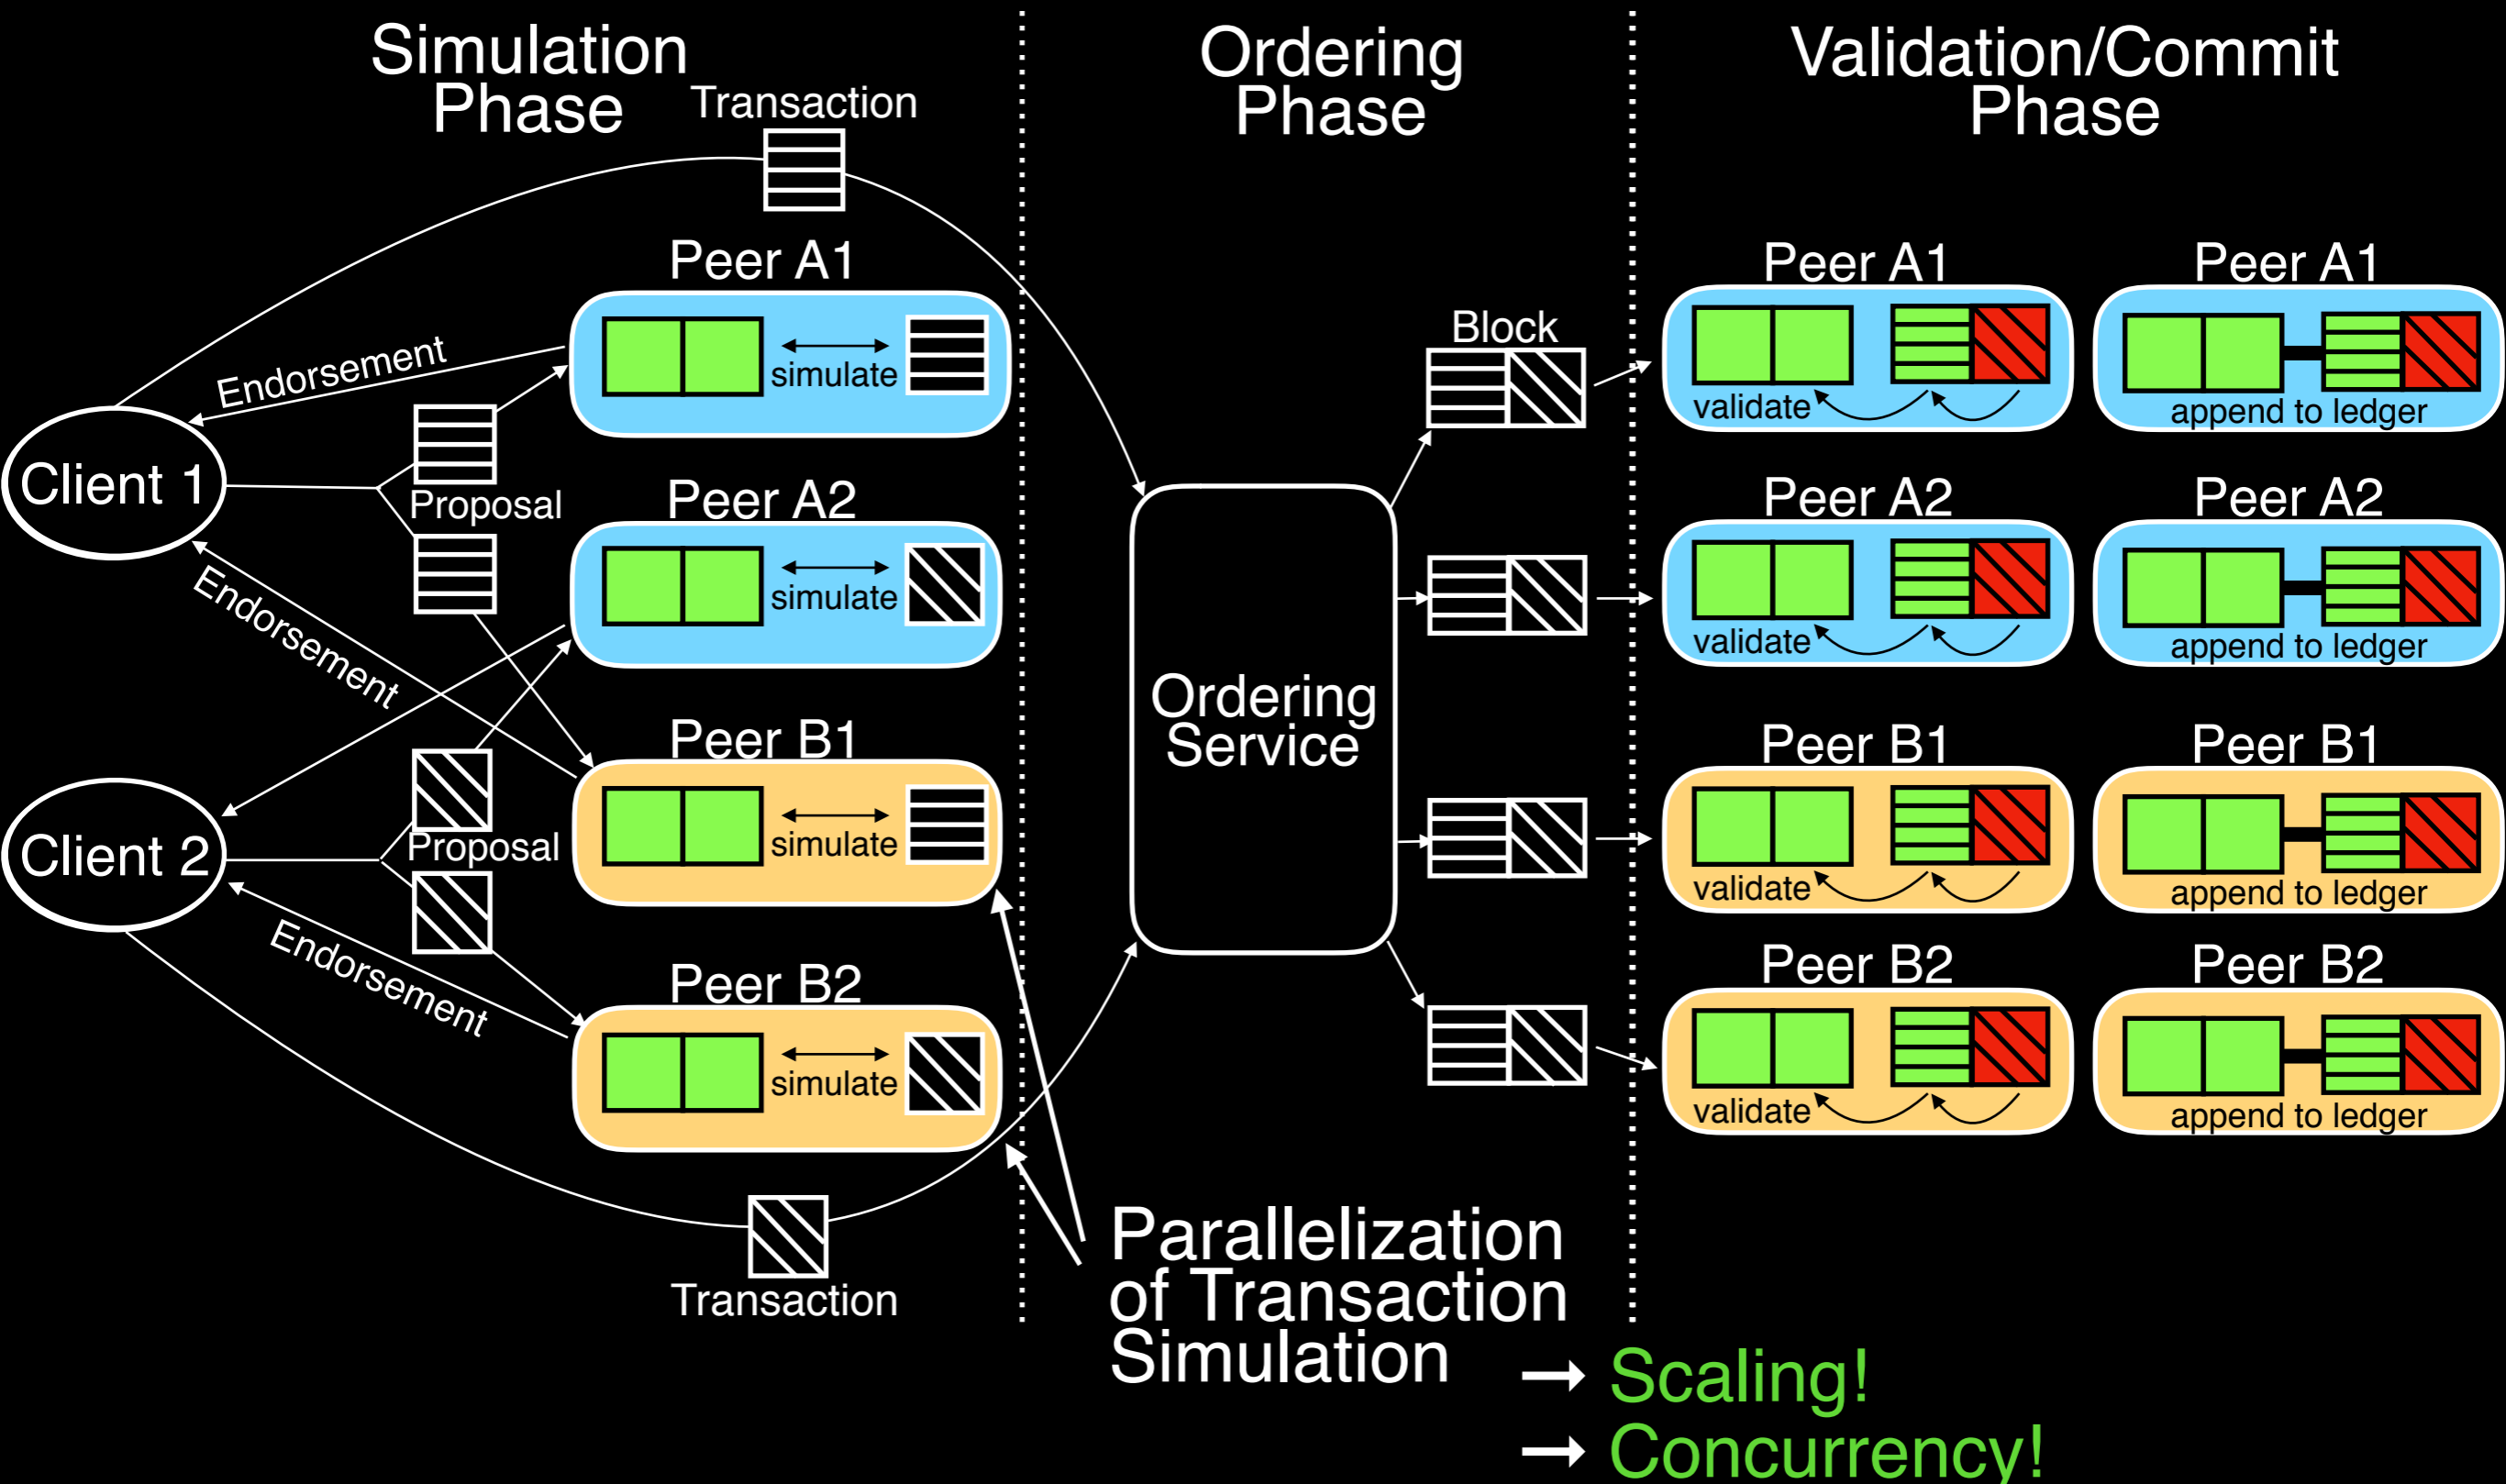 Simulation
Phase
Transaction
Peer A1
simulate
Endorsement
Client 1
Proposal
Peer A2
simulate
Endorsement
Peer B1
simulate
Client 2
Proposal
Endorsement
Peer B2
simulate
Transaction
Ordering
Phase
Block
Ordering
Service
Parallelization
of Transaction
Simulation
→ Scaling!
→ Concurrency!
Validation/Commit
Phase
Peer A1
validate
Peer A1
append to ledger
Peer A2
validate
Peer A2
append to ledger
Peer B1
validate
Peer B1
append to ledger
Peer B2
validate
Peer B2
append to ledger